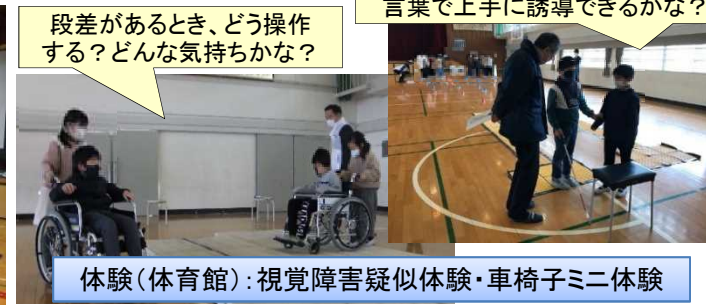 段差があるとき、どう操作
する？どんな気持ちかな？
言葉で上手に誘導できるかな？
体験（体育館）：視覚障害疑似体験・車椅子ミニ体験